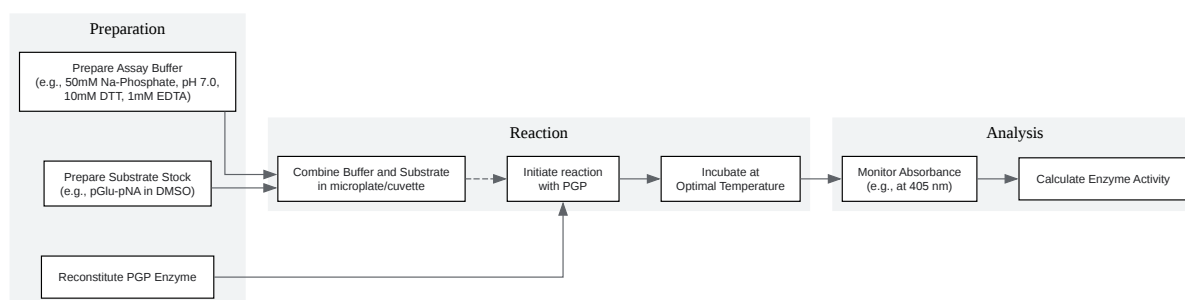 Preparation
Prepare Assay Buffer
(e.g., 50mM Na-Phosphate, pH 7.0,
10mM DTT, 1mM EDTA)
Prepare Substrate Stock
(e.g., pGlu-pNA in DMSO)
Reconstitute PGP Enzyme
Reaction
Combine Buffer and Substrate
in microplate/cuvette
Initiate reaction
with PGP
Incubate at
Optimal Temperature
Analysis
Monitor Absorbance
(e.g., at 405 nm)
Calculate Enzyme Activity